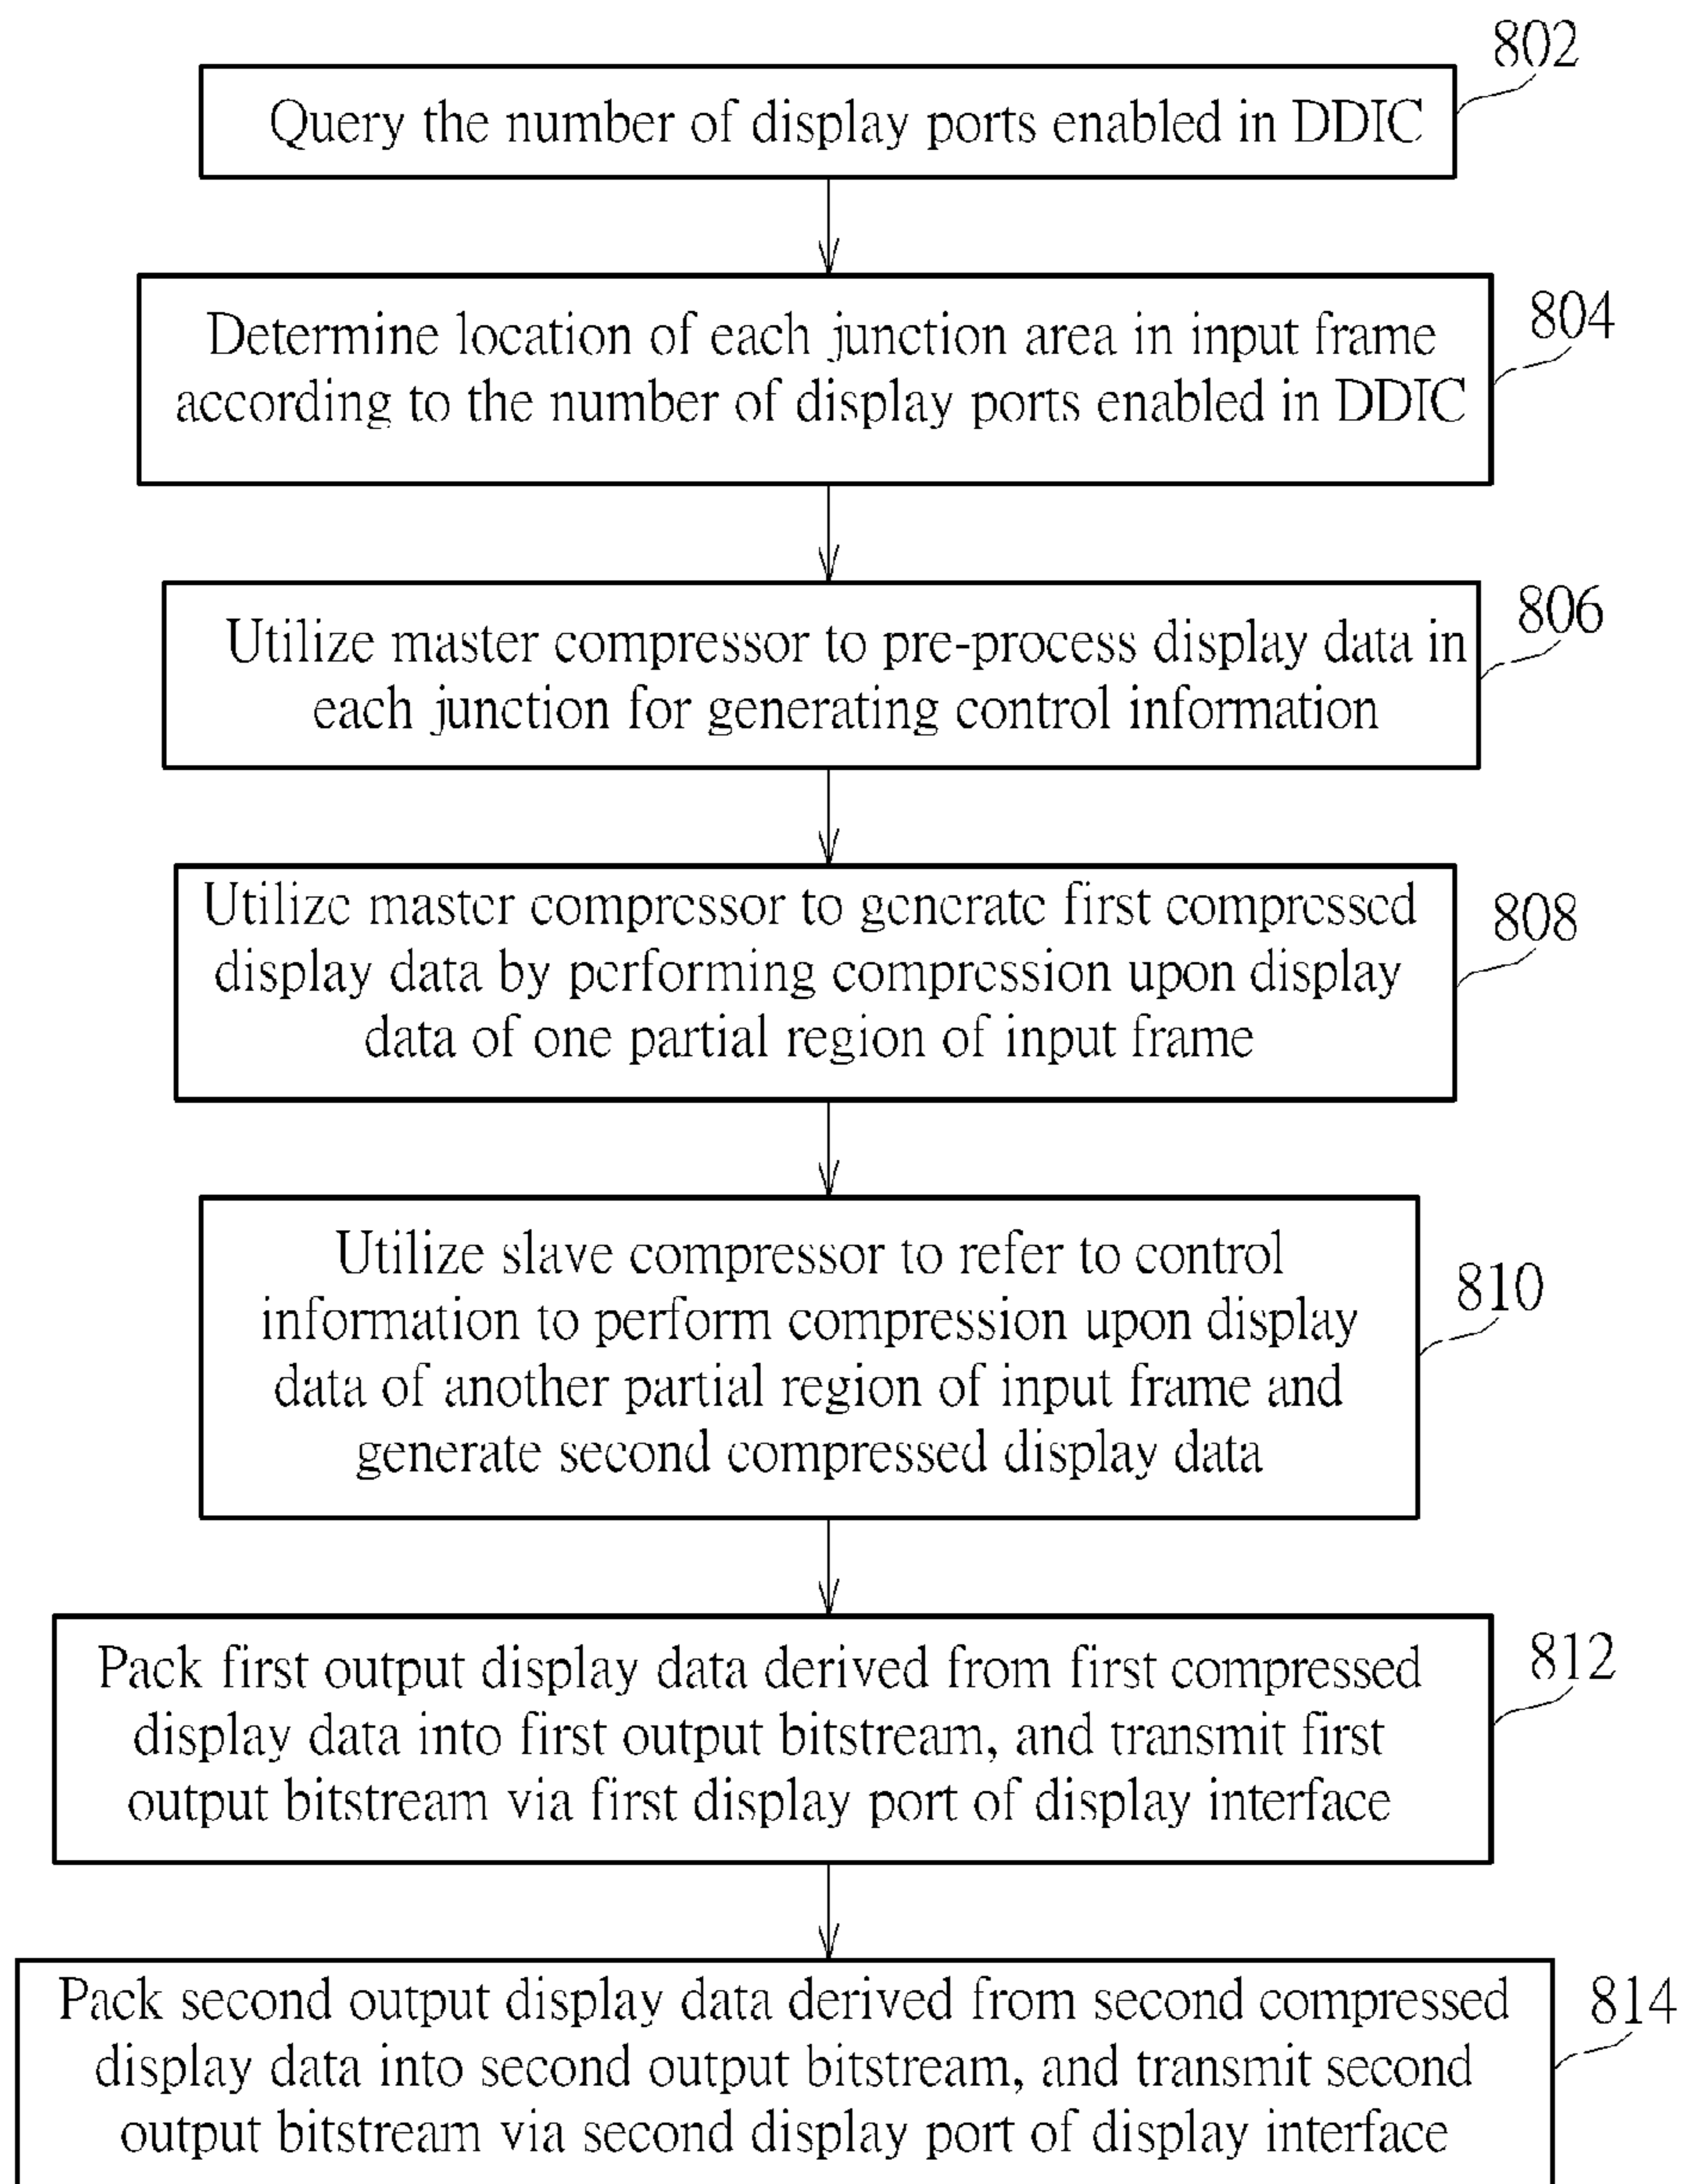 802
Query the number of display ports enabled in DDIC
804
Determine location of each junction area in input frame
according to the number of display ports enabled in DDIC
806
Utilize master compressor to pre-process display data in
each junction for generating control information
808
Utilize master compressor to generate first compressed
display data by performing compression upon display
data of one partial region of input frame
810
Utilize slave compressor to refer to control
information to perform compression upon display
data of another partial region of input frame and
generate second compressed display data
812
Pack first output display data derived from first compressed
display data into first output bitstream, and transmit first
output bitstream via first display port of display interface
814
Pack second output display data derived from second compressed
display data into second output bitstream, and transmit second
output bitstream via second display port of display interface